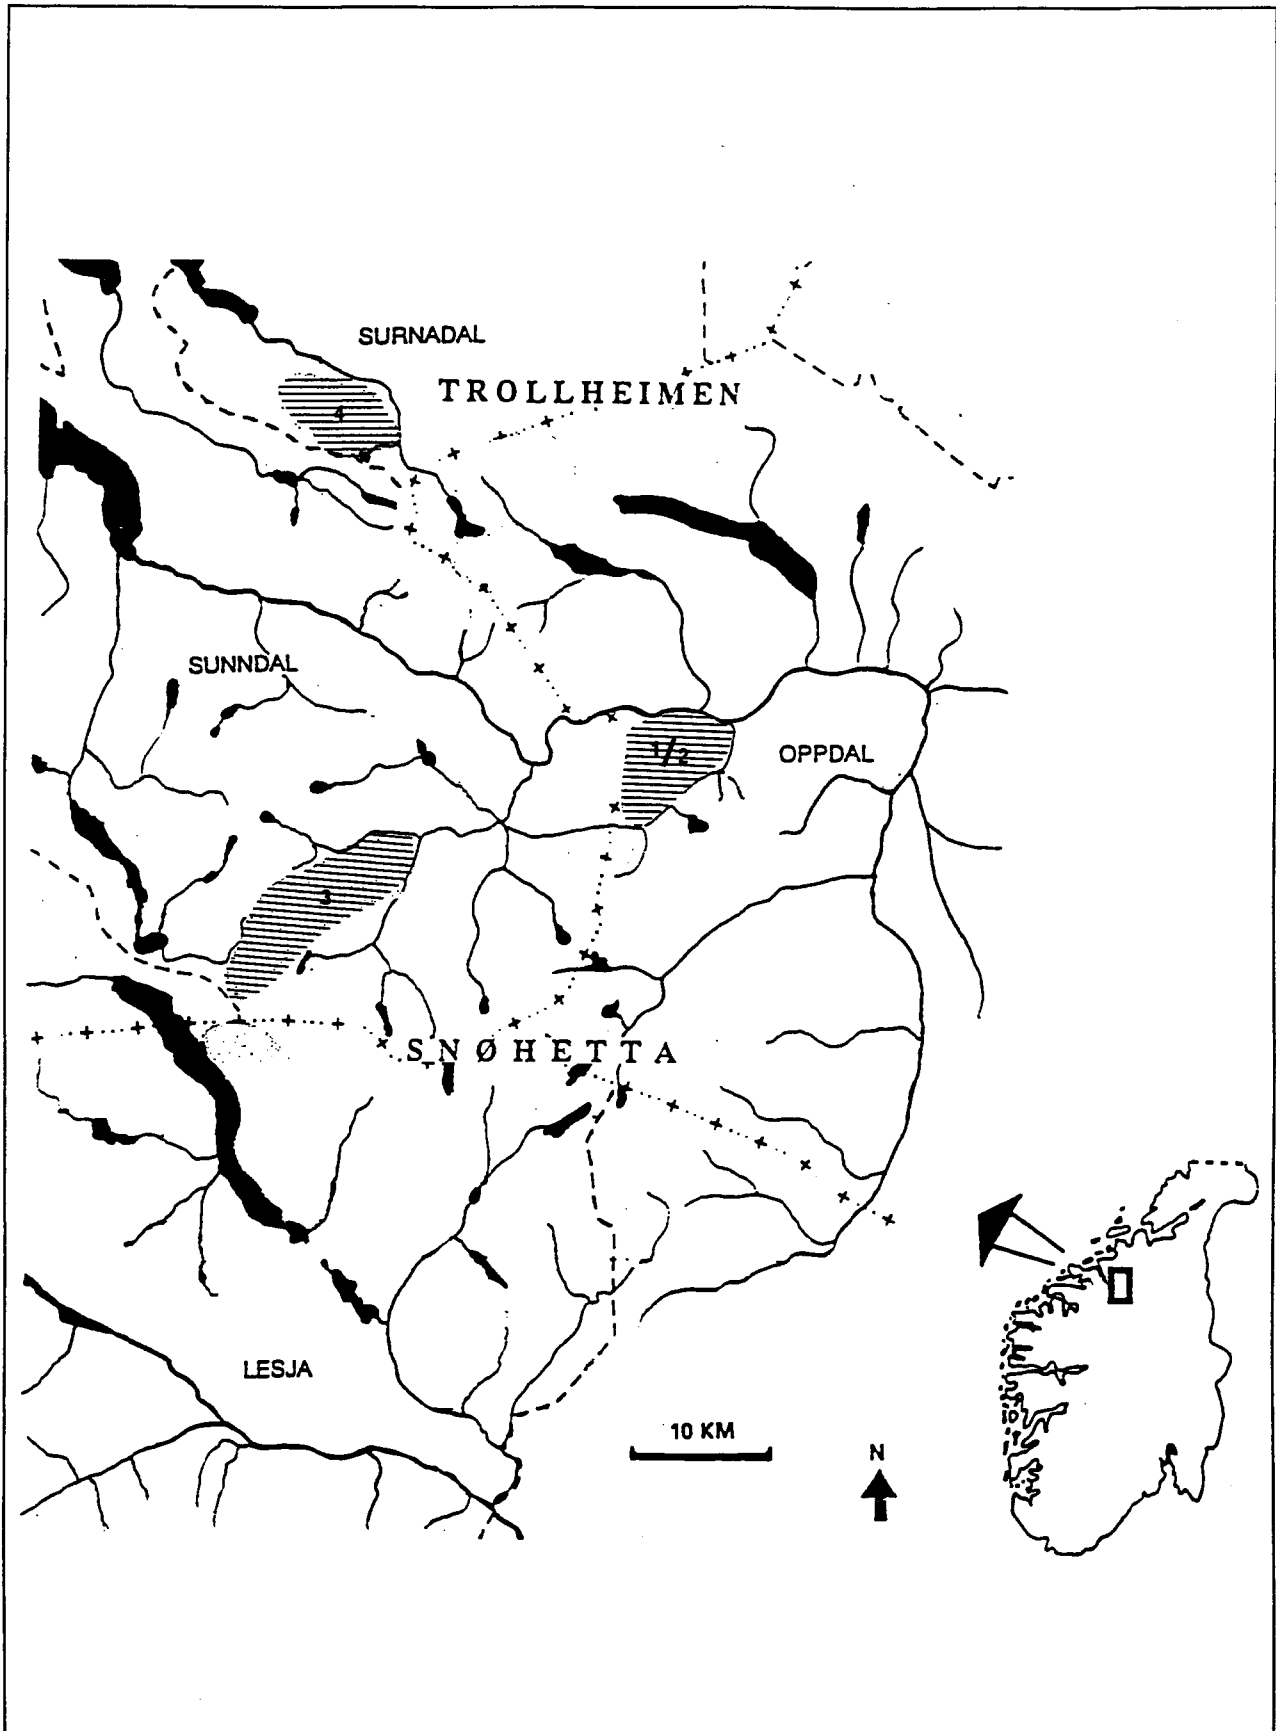 SURNADAL
TROLLHEIMEN
4
SUNNDAL
1/2
OPPDAL
3
SNØHETTA
LESJA
10 KM
N